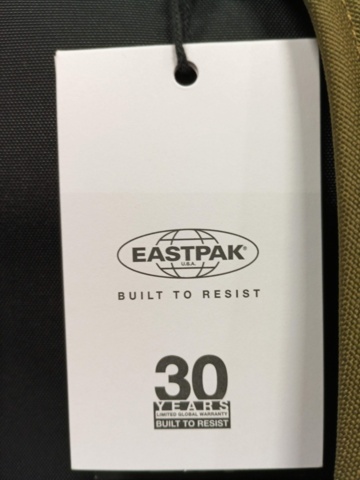 EASTPAK®
U.S.A.
BUILT TO RESIST
30
YEARS
LIMITED GLOBAL WARRANTY
BUILT TO RESIST